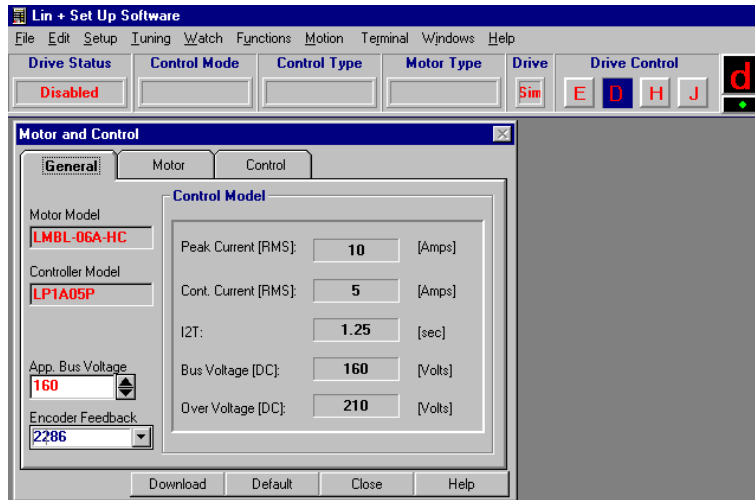 Lin + Set Up Software
File Edit Setup Tuning Watch Functions Motion Terminal Windows Help
Drive Status Control Mode Control Type Motor Type Drive Drive Control
Disabled Sim E D H J d
Motor and Control
General Motor Control
Control Model
Motor Model
LMBL-06A-HC
Peak Current [RMS]: 10 [Amps]
Controller Model
LP1A05P
Cont. Current [RMS]: 5 [Amps]
I2T: 1.25 [sec]
App. Bus Voltage
160
Bus Voltage [DC]: 160 [Volts]
Encoder Feedback
2286
Over Voltage [DC]: 210 [Volts]
Download Default Close Help